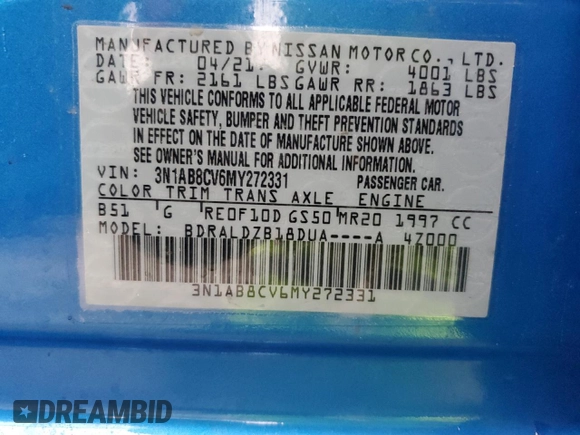 MANUFACTURED BY NISSAN MOTOR CO., LTD.
DATE: 04/21. GVWR: 4001 LBS
GAWR FR: 2161 LBS GAWR RR: 1863 LBS
THIS VEHICLE CONFORMS TO ALL APPLICABLE FEDERAL MOTOR
VEHICLE SAFETY, BUMPER AND THEFT PREVENTION STANDARDS
IN EFFECT ON THE DATE OF MANUFACTURE SHOWN ABOVE.
SEE OWNER'S MANUAL FOR ADDITIONAL INFORMATION.
VIN: 3N1AB8CV6MY272331 PASSENGER CAR.
COLOR TRIM TRANS AXLE ENGINE
B51 'G RE0F10D GS50 MR20 1997 CC
MODEL: BDRALDZB18DUA----A 4Z000
3N1AB8CV6MY272331
DREAMBID